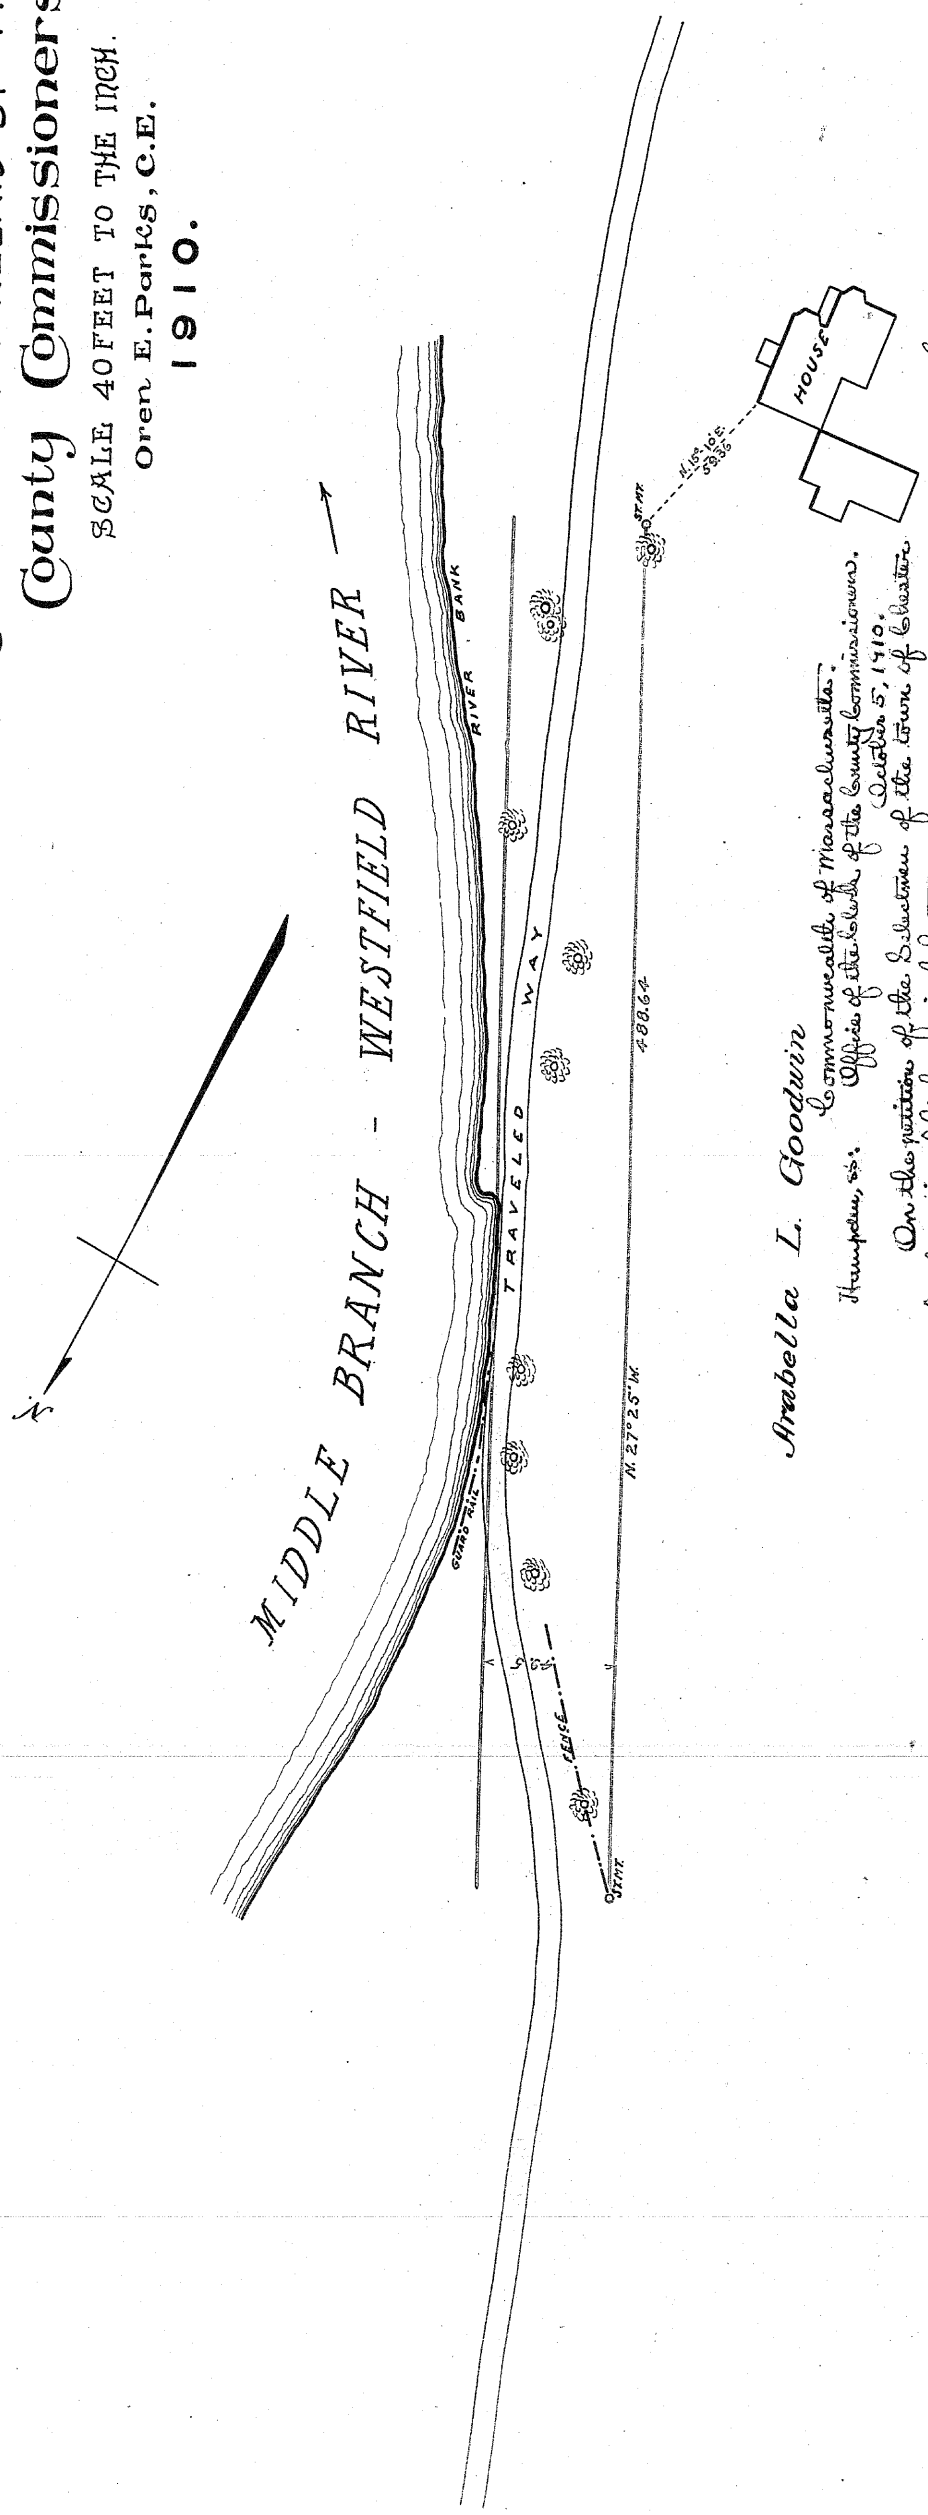 County Commissioners
SCALE 40 FEET TO THE INCH.
Oren E. Parks, C.E.
1910.
N.
MIDDLE BRANCH - WESTFIELD RIVER
RIVER BANK
GUARD RAIL
TRAVELED WAY
FENCE
ST. MT.
N. 27° 25' W.
488.64
ST. MT.
N. 15° 10' E.
59.36
HOUSE
Arabella L. Goodwin
Commonwealth of Massachusetts.
Hampden, ss. Office of the Clerk of the County Commissioners.
October 5, 1910.
On the petition of the Selectmen of the town of Chester